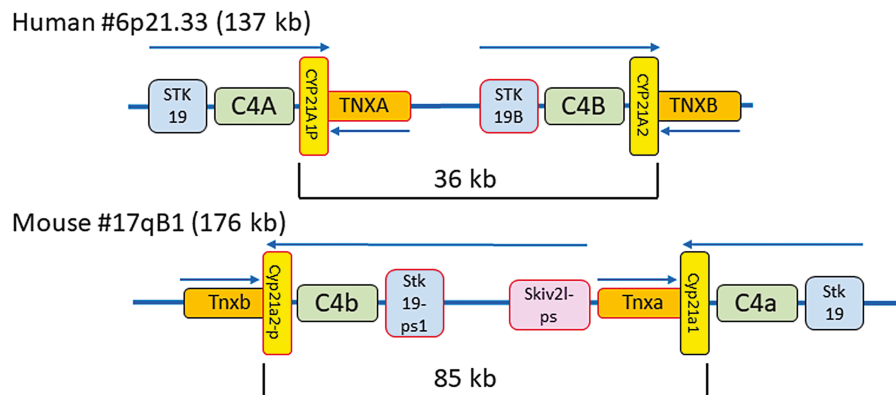 Human #6p21.33 (137 kb)
STK
19
C4A
CYP21A1P
TNXA
STK
19B
C4B
CYP21A2
TNXB
36 kb
Mouse #17qB1 (176 kb)
Tnxb
Cyp21a2-p
C4b
Stk
19-
ps1
Skiv2l-
ps
Tnxa
Cyp21a1
C4a
Stk
19
85 kb